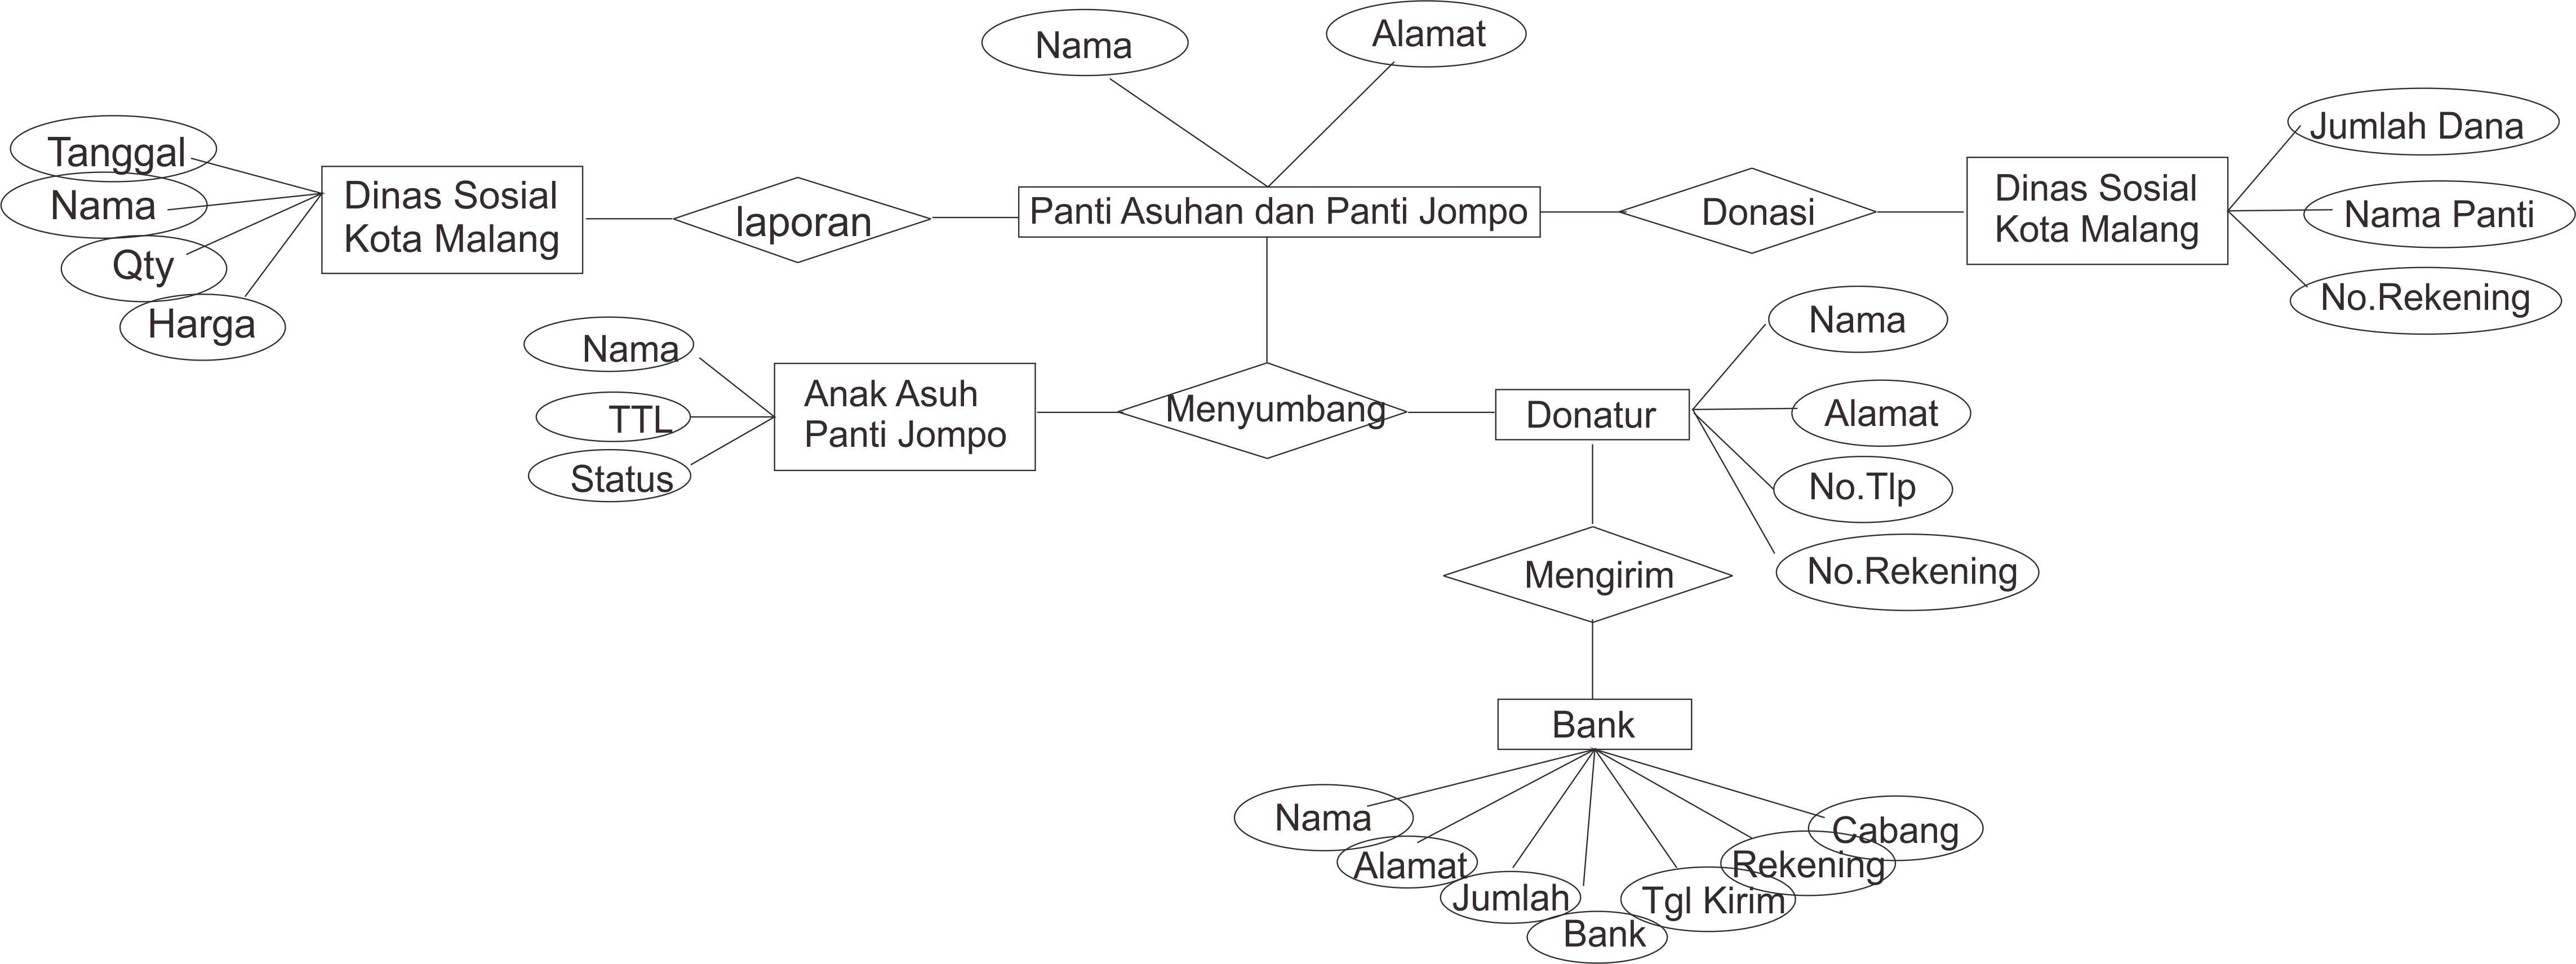 Nama
Alamat
Tanggal
Nama
Qty
Harga
Dinas Sosial
Kota Malang
laporan
Panti Asuhan dan Panti Jompo
Donasi
Dinas Sosial
Kota Malang
Jumlah Dana
Nama Panti
No.Rekening
Nama
TTL
Status
Anak Asuh
Panti Jompo
Menyumbang
Donatur
Nama
Alamat
No.Tlp
No.Rekening
Mengirim
Bank
Nama
Alamat
Jumlah
Bank
Tgl Kirim
Rekening
Cabang